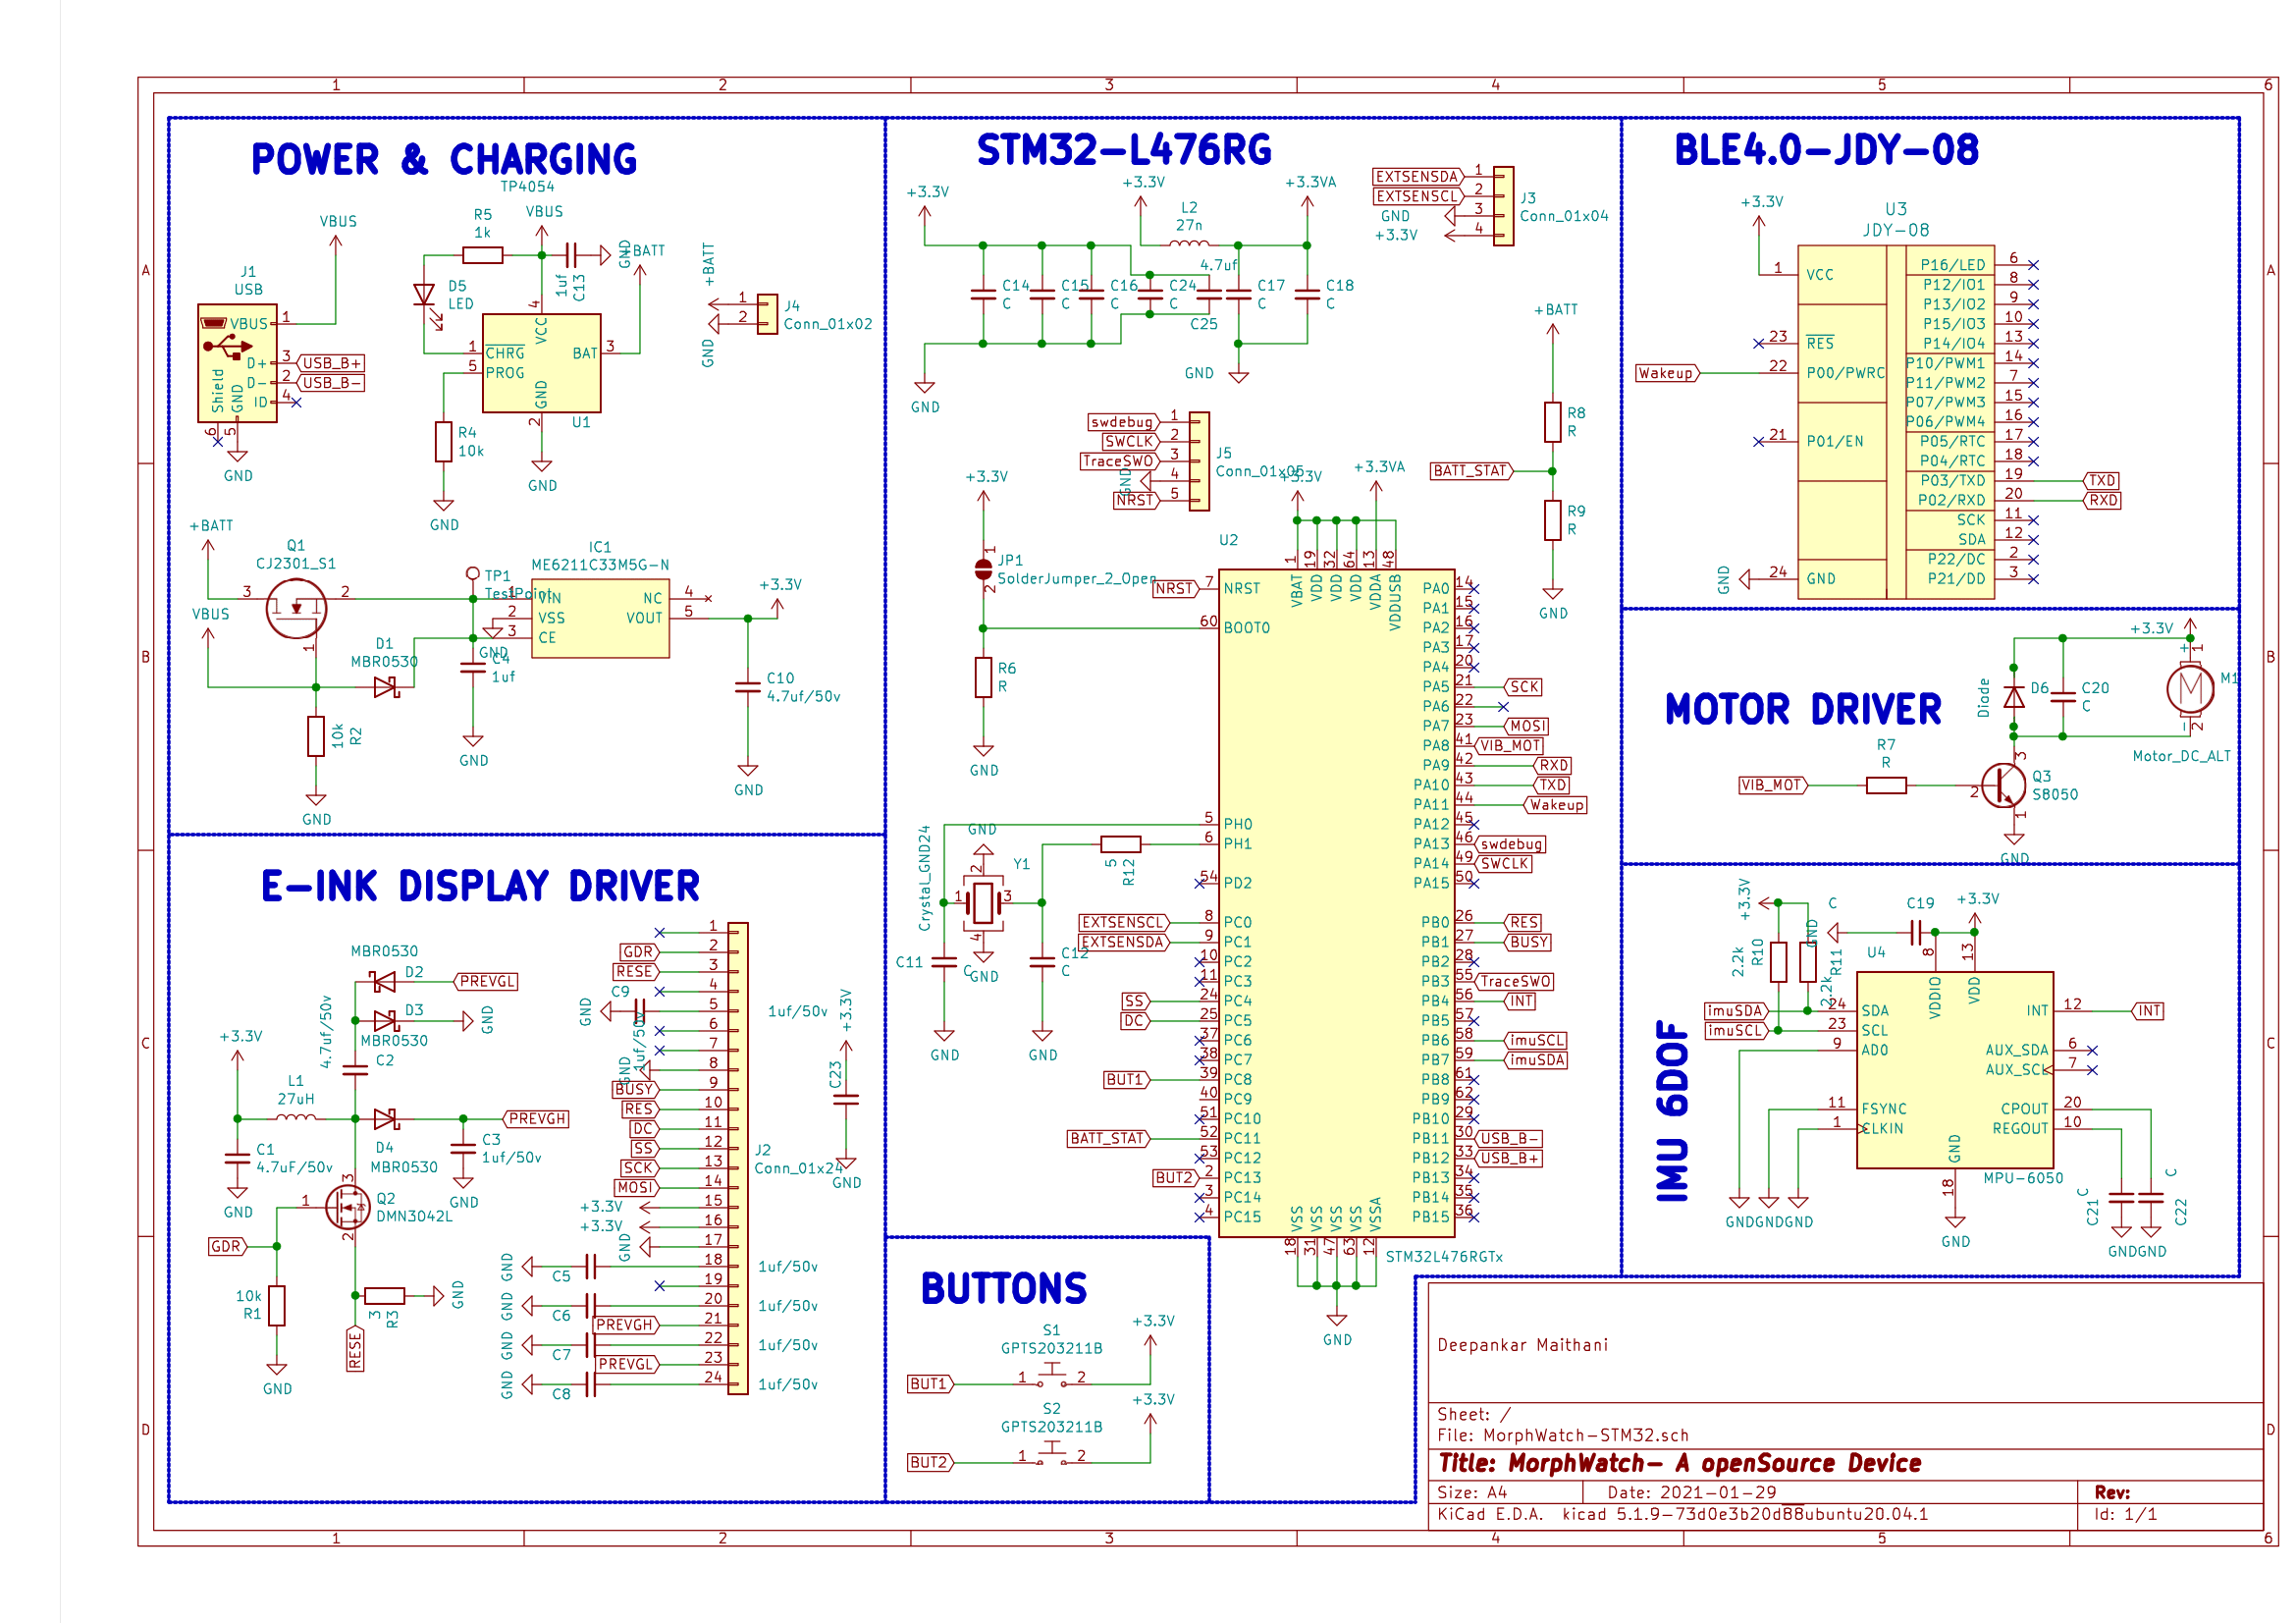 1 2 3 4 5 6
A
B
C
D
POWER & CHARGING
TP4054
VBUS
R5
1k
VBUS
GND
+BATT
1uf
C13
D5
LED
J1
USB
VBUS 1
D+ 3 USB_B+
D- 2 USB_B-
ID 4
Shield
GND
6
5
GND
1 CHRG
5 PROG
VCC
4
BAT 3
GND
2
U1
R4
10k
GND
GND
+BATT
GND
1
2
J4
Conn_01x02
+BATT
Q1
CJ2301_S1
3
2
1
VBUS
D1
MBR0530
10k
R2
GND
TP1
TestPoint
IC1
ME6211C33M5G-N
1 VIN
2 VSS
3 CE
NC 4
VOUT 5
GND
C4
1uf
GND
+3.3V
C10
4.7uf/50v
GND
E-INK DISPLAY DRIVER
MBR0530
D2
PREVGL
D3
GND
MBR0530
4.7uf/50v
C2
+3.3V
L1
27uH
PREVGH
D4
MBR0530
C1
4.7uF/50v
GND
C3
1uf/50v
GND
1
3
2
Q2
DMN3042L
GDR
10k
R1
GND
3
R3
GND
RESE
1
GDR 2
RESE 3
4
C9
GND
1uf/50v
5
1uf/50v
6
7
GND
8
BUSY 9
RES 10
DC 11
SS 12
SCK 13
MOSI 14
+3.3V 15
+3.3V 16
GND
17
18
19
20
PREVGH 21
22
PREVGL 23
24
J2
Conn_01x24
GND C5 1uf/50v
GND C6 1uf/50v
GND C7 1uf/50v
GND C8 1uf/50v
+3.3V
C23
GND
STM32-L476RG
+3.3V
+3.3V
+3.3VA
L2
27n
4.7uf
C14
C
C15
C
C16
C
C24
C
C25
C17
C
C18
C
GND
GND
EXTSENSDA 1
EXTSENSCL 2
GND 3
+3.3V 4
J3
Conn_01x04
swdebug 1
SWCLK 2
TraceSWO 3
GND 4
NRST 5
J5
Conn_01x05
+BATT
R8
R
BATT_STAT
R9
R
GND
+3.3V
1
2
JP1
SolderJumper_2_Open
R6
R
GND
+3.3V
+3.3VA
U2
1 VBAT
19 VDD
32 VDD
64 VDD
13 VDDA
48 VDDUSB
NRST 7 NRST
60 BOOT0
5 PH0
6 PH1
54 PD2
EXTSENSCL 8 PC0
EXTSENSDA 9 PC1
10 PC2
11 PC3
SS 24 PC4
DC 25 PC5
37 PC6
38 PC7
BUT1 39 PC8
40 PC9
51 PC10
BATT_STAT 52 PC11
53 PC12
BUT2 2 PC13
3 PC14
4 PC15
PA0 14
PA1 15
PA2 16
PA3 17
PA4 20
PA5 21 SCK
PA6 22
PA7 23 MOSI
PA8 41 VIB_MOT
PA9 42 RXD
PA10 43 TXD
PA11 44 Wakeup
PA12 45
PA13 46 swdebug
PA14 49 SWCLK
PA15 50
PB0 26 RES
PB1 27 BUSY
PB2 28
PB3 55 TraceSWO
PB4 56 INT
PB5 57
PB6 58 imuSCL
PB7 59 imuSDA
PB8 61
PB9 62
PB10 29
PB11 30 USB_B-
PB12 33 USB_B+
PB13 34
PB14 35
PB15 36
VSS 18
VSS 31
VSS 47
VSS 63
VSSA 12
STM32L476RGTx
GND
Crystal_GND24
GND
Y1
1
2
3
4
GND
5
R12
C11
C
C12
C
GND
GND
BUTTONS
S1
GPTS203211B
BUT1 1 2
+3.3V
S2
GPTS203211B
BUT2 1 2
+3.3V
BLE4.0-JDY-08
+3.3V
U3
JDY-08
1 VCC
23 RES
Wakeup 22 P00/PWRC
21 P01/EN
GND 24 GND
P16/LED 6
P12/IO1 8
P13/IO2 9
P15/IO3 10
P14/IO4 13
P10/PWM1 14
P11/PWM2 7
P07/PWM3 15
P06/PWM4 16
P05/RTC 17
P04/RTC 18
P03/TXD 19 TXD
P02/RXD 20 RXD
SCK 11
SDA 12
P22/DC 2
P21/DD 3
MOTOR DRIVER
+3.3V
Diode
D6
C20
C
+
1
M1
-
2
Motor_DC_ALT
VIB_MOT
R7
R
2
3
1
Q3
S8050
GND
IMU 6DOF
+3.3V
2.2k
R10
GND
R11
2.2k
C
C19
+3.3V
U4
8 VDDIO
13 VDD
imuSDA 24 SDA
imuSCL 23 SCL
9 AD0
11 FSYNC
1 CLKIN
INT 12 INT
AUX_SDA 6
AUX_SCL 7
CPOUT 20
REGOUT 10
GND
18
MPU-6050
GND GND GND
GND
C
C21
C
C22
GND GND
Deepankar Maithani
Sheet: /
File: MorphWatch-STM32.sch
Title: MorphWatch- A openSource Device
Size: A4 Date: 2021-01-29 Rev:
KiCad E.D.A. kicad 5.1.9-73d0e3b20d88ubuntu20.04.1 Id: 1/1
A
B
C
D
1 2 3 4 5 6